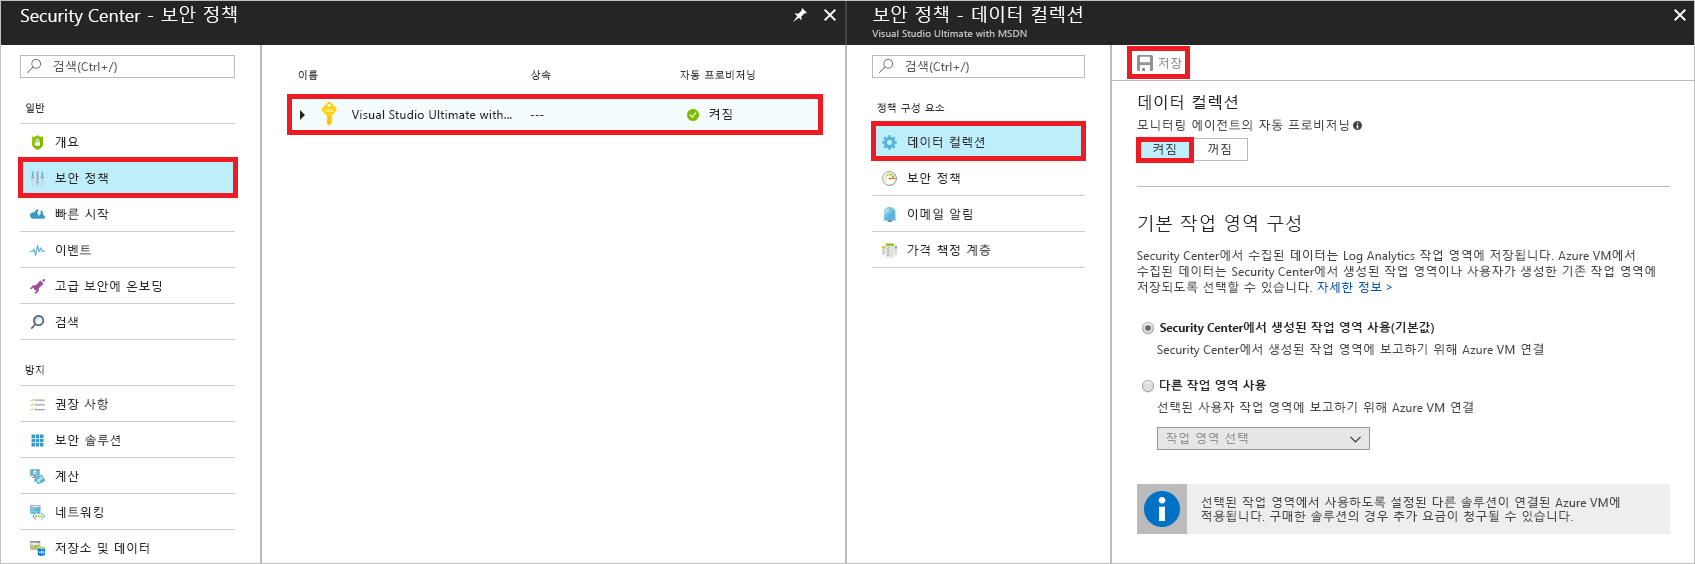 Security Center - 보안 정책
검색(Ctrl+/)
일반
개요
보안 정책
빠른 시작
이벤트
고급 보안에 온보딩
검색
방지
권장 사항
보안 솔루션
계산
네트워킹
저장소 및 데이터
이름 상속 자동 프로비저닝
Visual Studio Ultimate with... --- 켜짐
보안 정책 - 데이터 컬렉션
Visual Studio Ultimate with MSDN
검색(Ctrl+/)
정책 구성 요소
데이터 컬렉션
보안 정책
이메일 알림
가격 책정 계층
저장
데이터 컬렉션
모니터링 에이전트의 자동 프로비저닝
켜짐 꺼짐
기본 작업 영역 구성
Security Center에서 수집된 데이터는 Log Analytics 작업 영역에 저장됩니다. Azure VM에서
수집된 데이터는 Security Center에서 생성된 작업 영역이나 사용자가 생성한 기존 작업 영역에
저장되도록 선택할 수 있습니다. 자세한 정보 >
Security Center에서 생성된 작업 영역 사용(기본값)
Security Center에서 생성된 작업 영역에 보고하기 위해 Azure VM 연결
다른 작업 영역 사용
선택된 사용자 작업 영역에 보고하기 위해 Azure VM 연결
작업 영역 선택
선택된 작업 영역에서 사용하도록 설정된 다른 솔루션이 연결된 Azure VM에
적용됩니다. 구매한 솔루션의 경우 추가 요금이 청구될 수 있습니다.